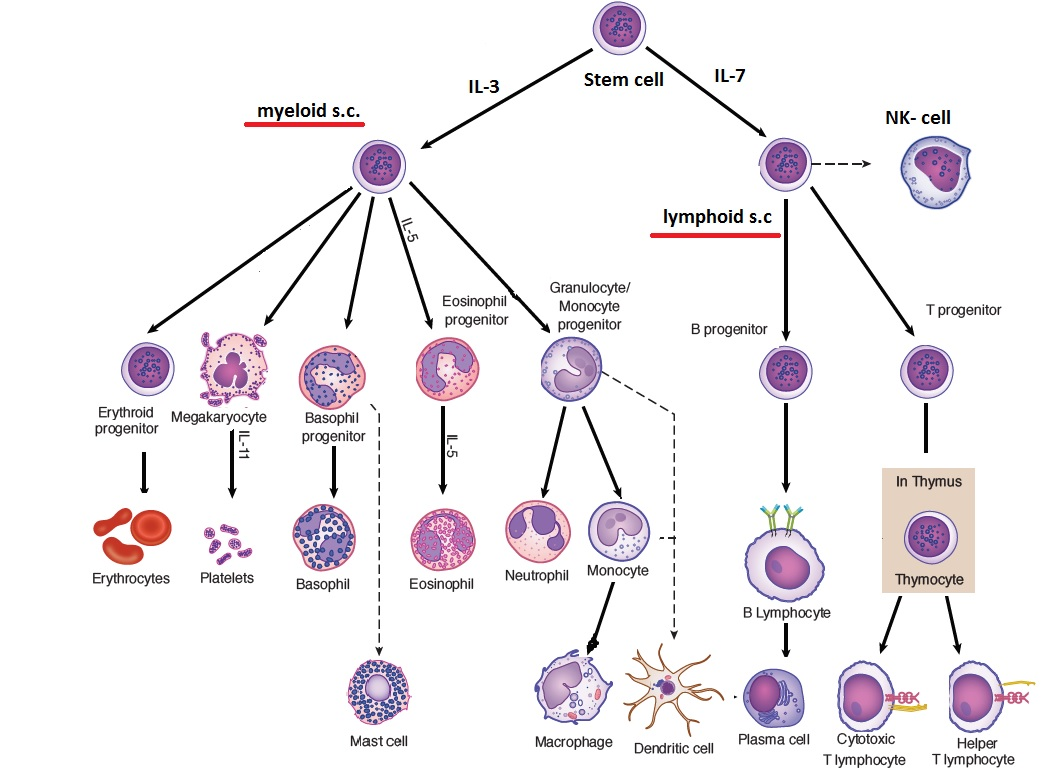 Stem cell
IL-3
IL-7
myeloid s.c.
NK- cell
lymphoid s.c
IL-5
Eosinophil
progenitor
Granulocyte/
Monocyte
progenitor
B progenitor
T progenitor
Erythroid
progenitor
Megakaryocyte
Basophil
progenitor
IL-11
IL-5
In Thymus
Thymocyte
Erythrocytes
Platelets
Basophil
Eosinophil
Neutrophil
Monocyte
B Lymphocyte
Mast cell
Macrophage
Dendritic cell
Plasma cell
Cytotoxic
T lymphocyte
Helper
T lymphocyte